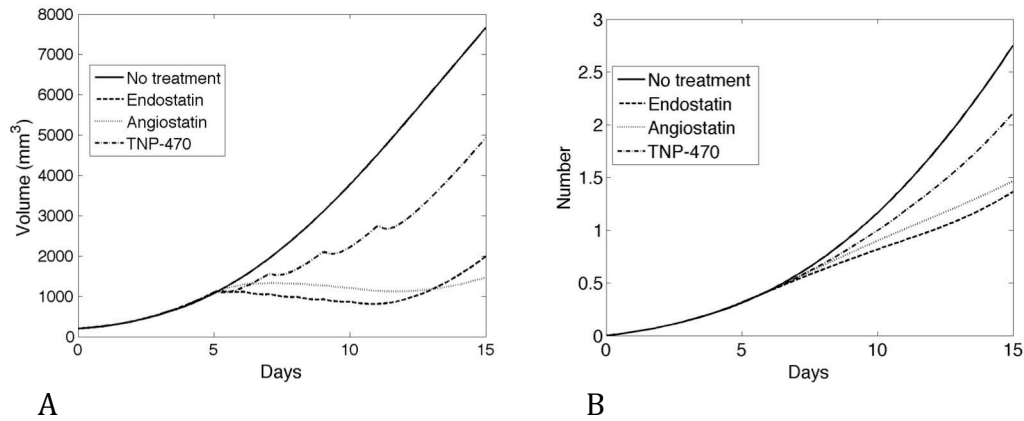 8000
7000
6000
5000
4000
3000
2000
1000
0
Volume (mm³)
No treatment
Endostatin
Angiostatin
TNP-470
0 5 10 15
Days
A
3
2.5
2
1.5
1
0.5
0
Number
No treatment
Endostatin
Angiostatin
TNP-470
0 5 10 15
Days
B